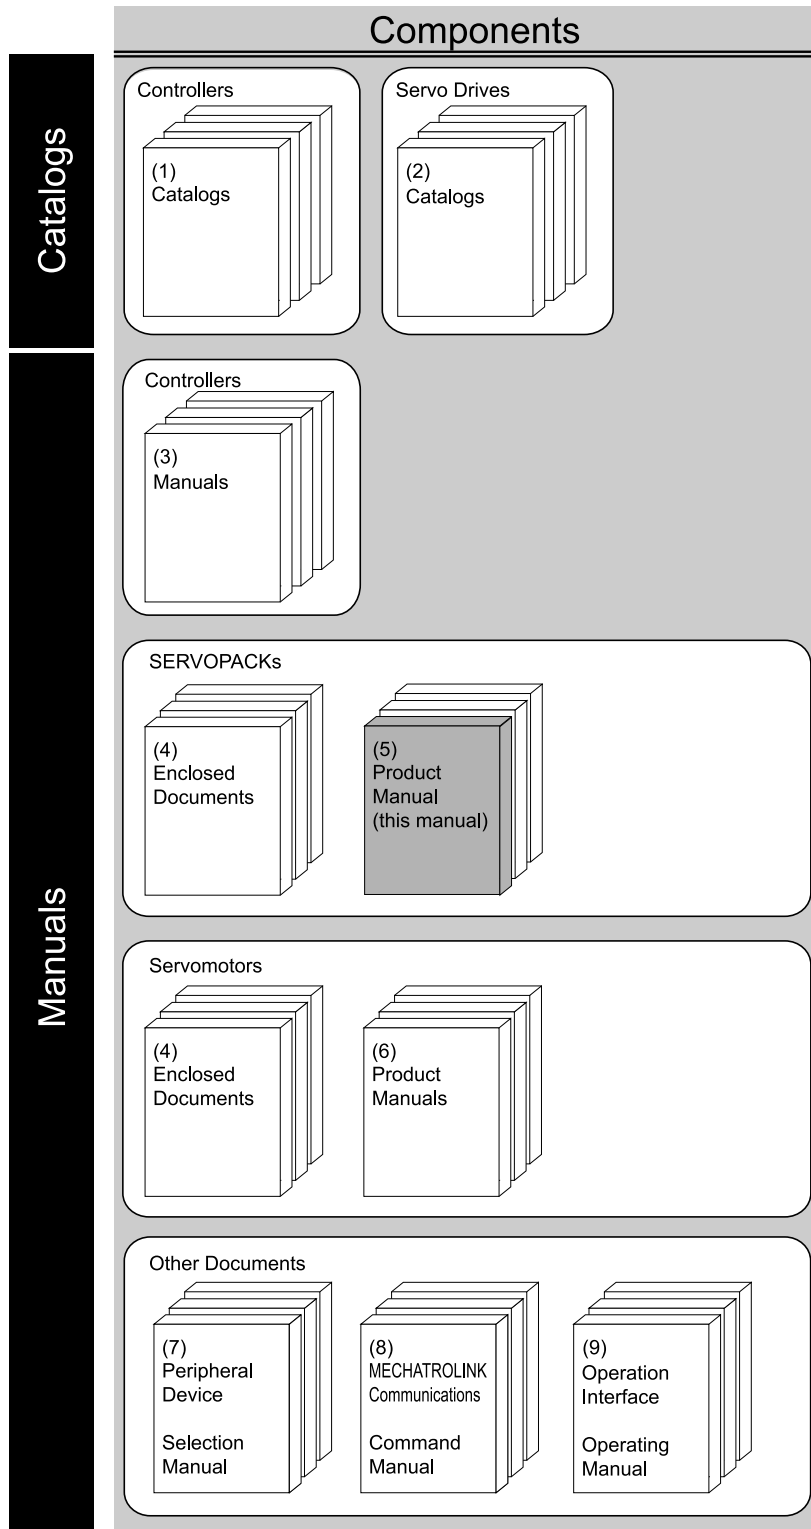 Components
Catalogs
Controllers
(1)
Catalogs
Servo Drives
(2)
Catalogs
Manuals
Controllers
(3)
Manuals
SERVOPACKs
(4)
Enclosed
Documents
(5)
Product
Manual
(this manual)
Servomotors
(4)
Enclosed
Documents
(6)
Product
Manuals
Other Documents
(7)
Peripheral
Device
Selection
Manual
(8)
MECHATROLINK
Communications
Command
Manual
(9)
Operation
Interface
Operating
Manual